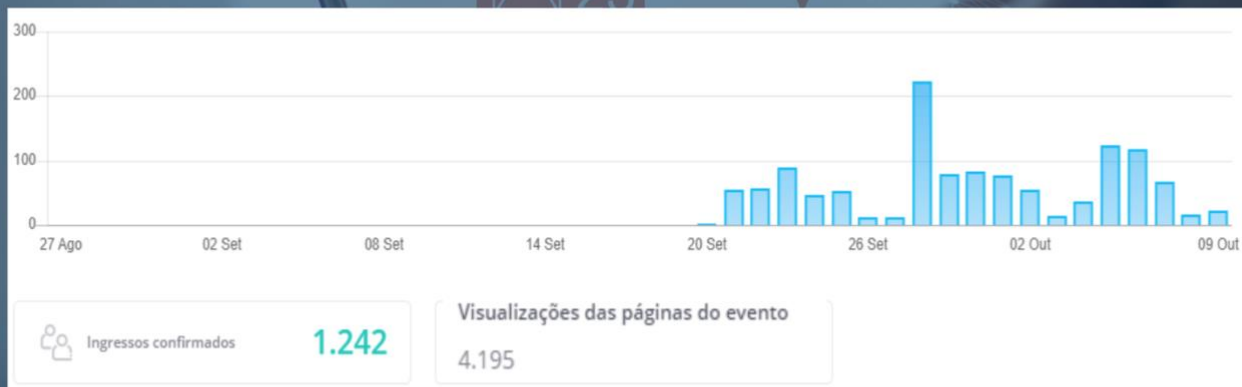 300
200
100
0
27 Ago 02 Set 08 Set 14 Set 20 Set 26 Set 02 Out 09 Out
Ingressos confirmados 1.242
Visualizações das páginas do evento
4.195